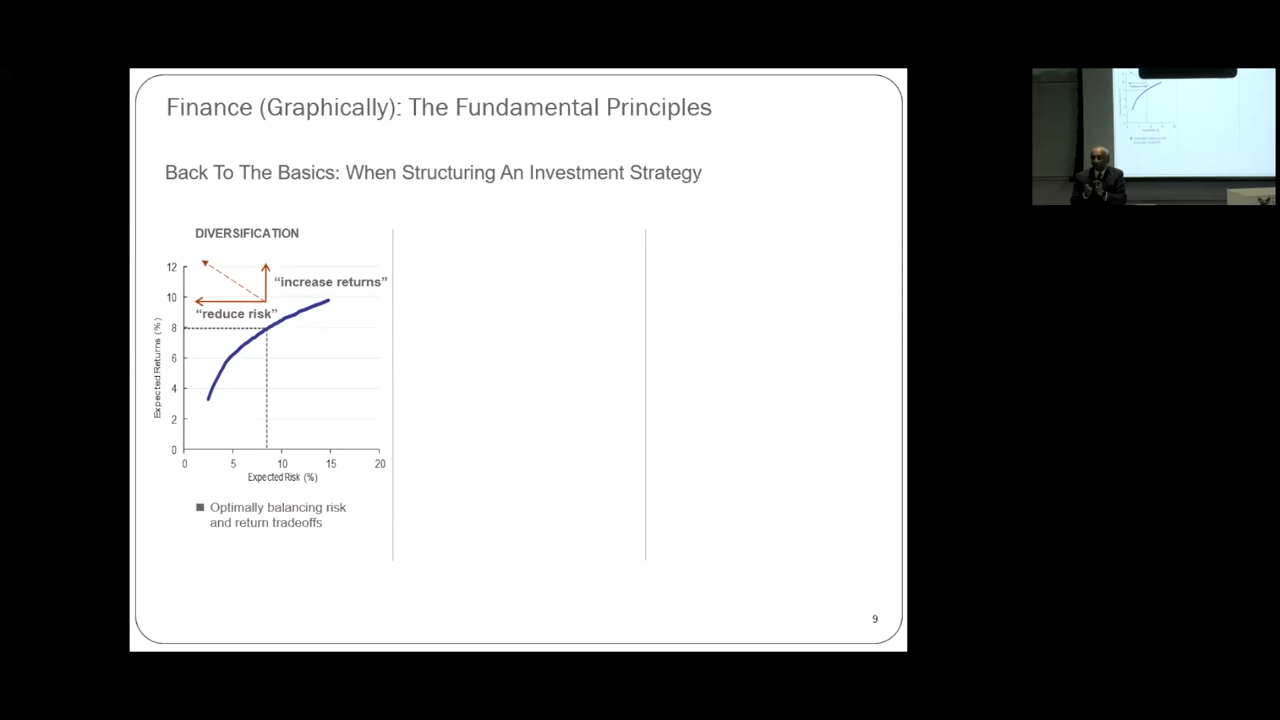 Finance (Graphically): The Fundamental Principles
Back To The Basics: When Structuring An Investment Strategy
DIVERSIFICATION
12
"increase returns"
10
"reduce risk"
8
6
4
2
0
Expected Returns (%)
0 5 10 15 20
Expected Risk (%)
■ Optimally balancing risk
and return tradeoffs
9